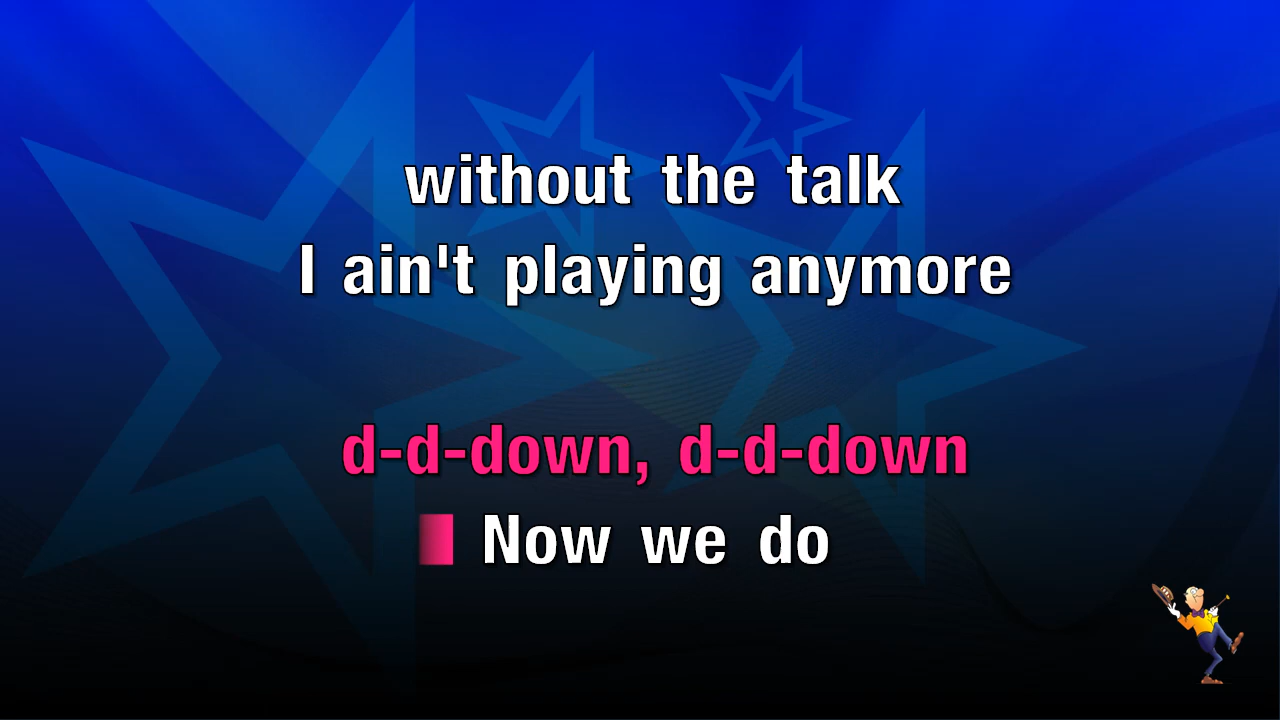 without the talk
I ain't playing anymore
d-d-down, d-d-down
Now we do